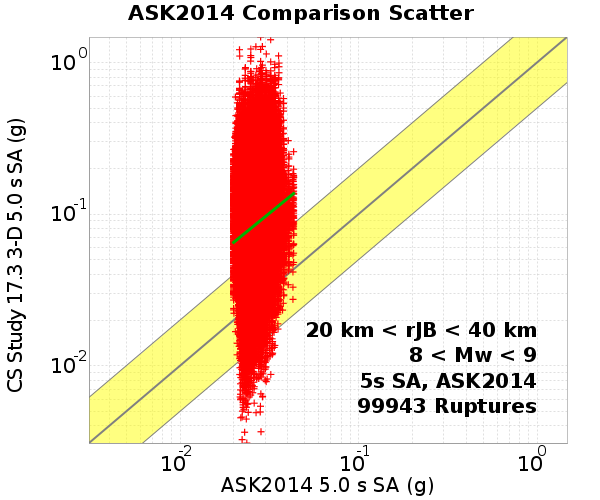 ASK2014 Comparison Scatter
CS Study 17.3 3-D 5.0 s SA (g)
10^0
10^-1
10^-2
20 km < rJB < 40 km
8 < Mw < 9
5s SA, ASK2014
99943 Ruptures
10^-2
10^-1
10^0
ASK2014 5.0 s SA (g)